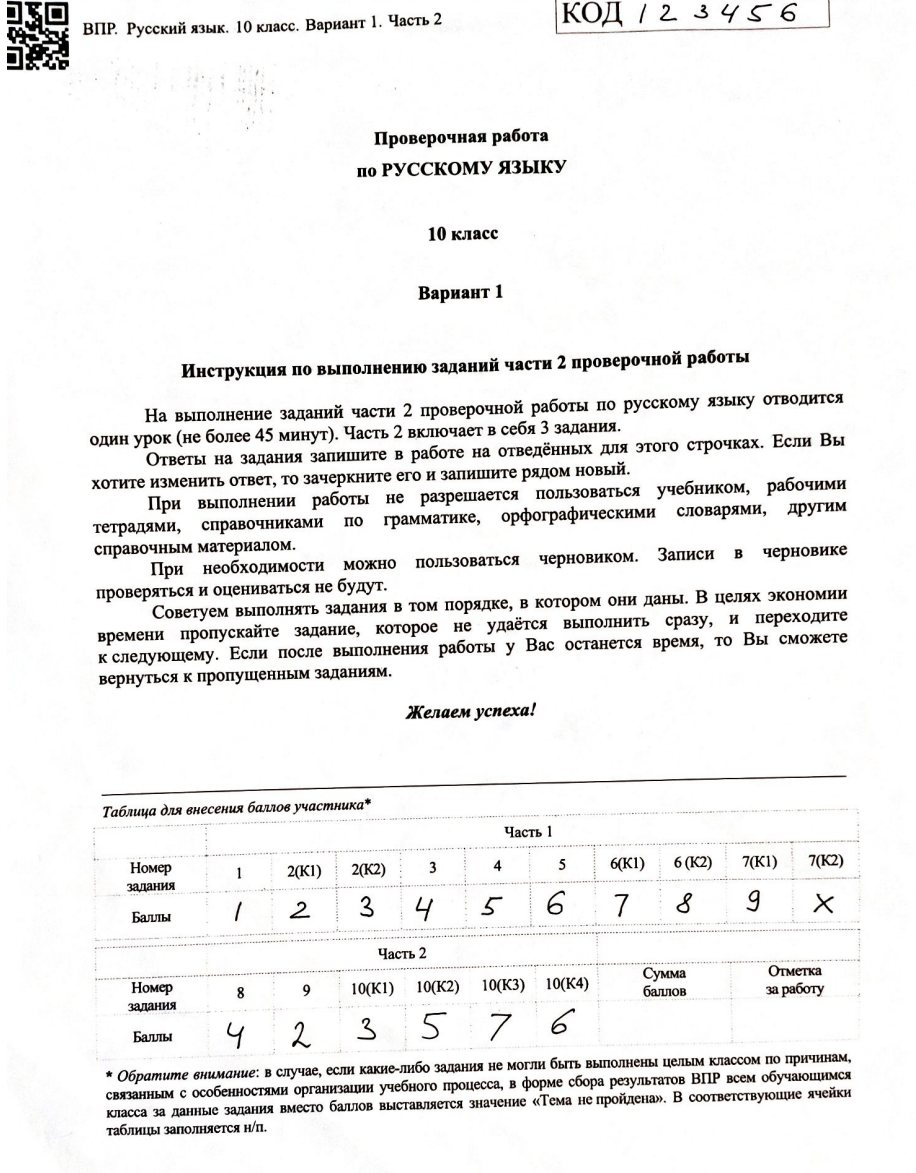 ВПР. Русский язык. 10 класс. Вариант 1. Часть 2
КОД 1 2 3 4 5 6
Проверочная работа
по РУССКОМУ ЯЗЫКУ
10 класс
Вариант 1
Инструкция по выполнению заданий части 2 проверочной работы
На выполнение заданий части 2 проверочной работы по русскому языку отводится
один урок (не более 45 минут). Часть 2 включает в себя 3 задания.
Ответы на задания запишите в работе на отведённых для этого строчках. Если Вы
хотите изменить ответ, то зачеркните его и запишите рядом новый.
При выполнении работы не разрешается пользоваться учебником, рабочими
тетрадями, справочниками по грамматике, орфографическими словарями, другим
справочным материалом.
При необходимости можно пользоваться черновиком. Записи в черновике
проверяться и оцениваться не будут.
Советуем выполнять задания в том порядке, в котором они даны. В целях экономии
времени пропускайте задание, которое не удаётся выполнить сразу, и переходите
к следующему. Если после выполнения работы у Вас останется время, то Вы сможете
вернуться к пропущенным заданиям.
Желаем успеха!
Таблица для внесения баллов участника*
Часть 1
Номер задания 1 2(К1) 2(К2) 3 4 5 6(К1) 6 (К2) 7(К1) 7(К2)
Баллы 1 2 3 4 5 6 7 8 9 X
Часть 2
Номер задания 8 9 10(К1) 10(К2) 10(К3) 10(К4) Сумма баллов Отметка за работу
Баллы 4 2 3 5 7 6
* Обратите внимание: в случае, если какие-либо задания не могли быть выполнены целым классом по причинам,
связанным с особенностями организации учебного процесса, в форме сбора результатов ВПР всем обучающимся
класса за данные задания вместо баллов выставляется значение «Тема не пройдена». В соответствующие ячейки
таблицы заполняется н/п.